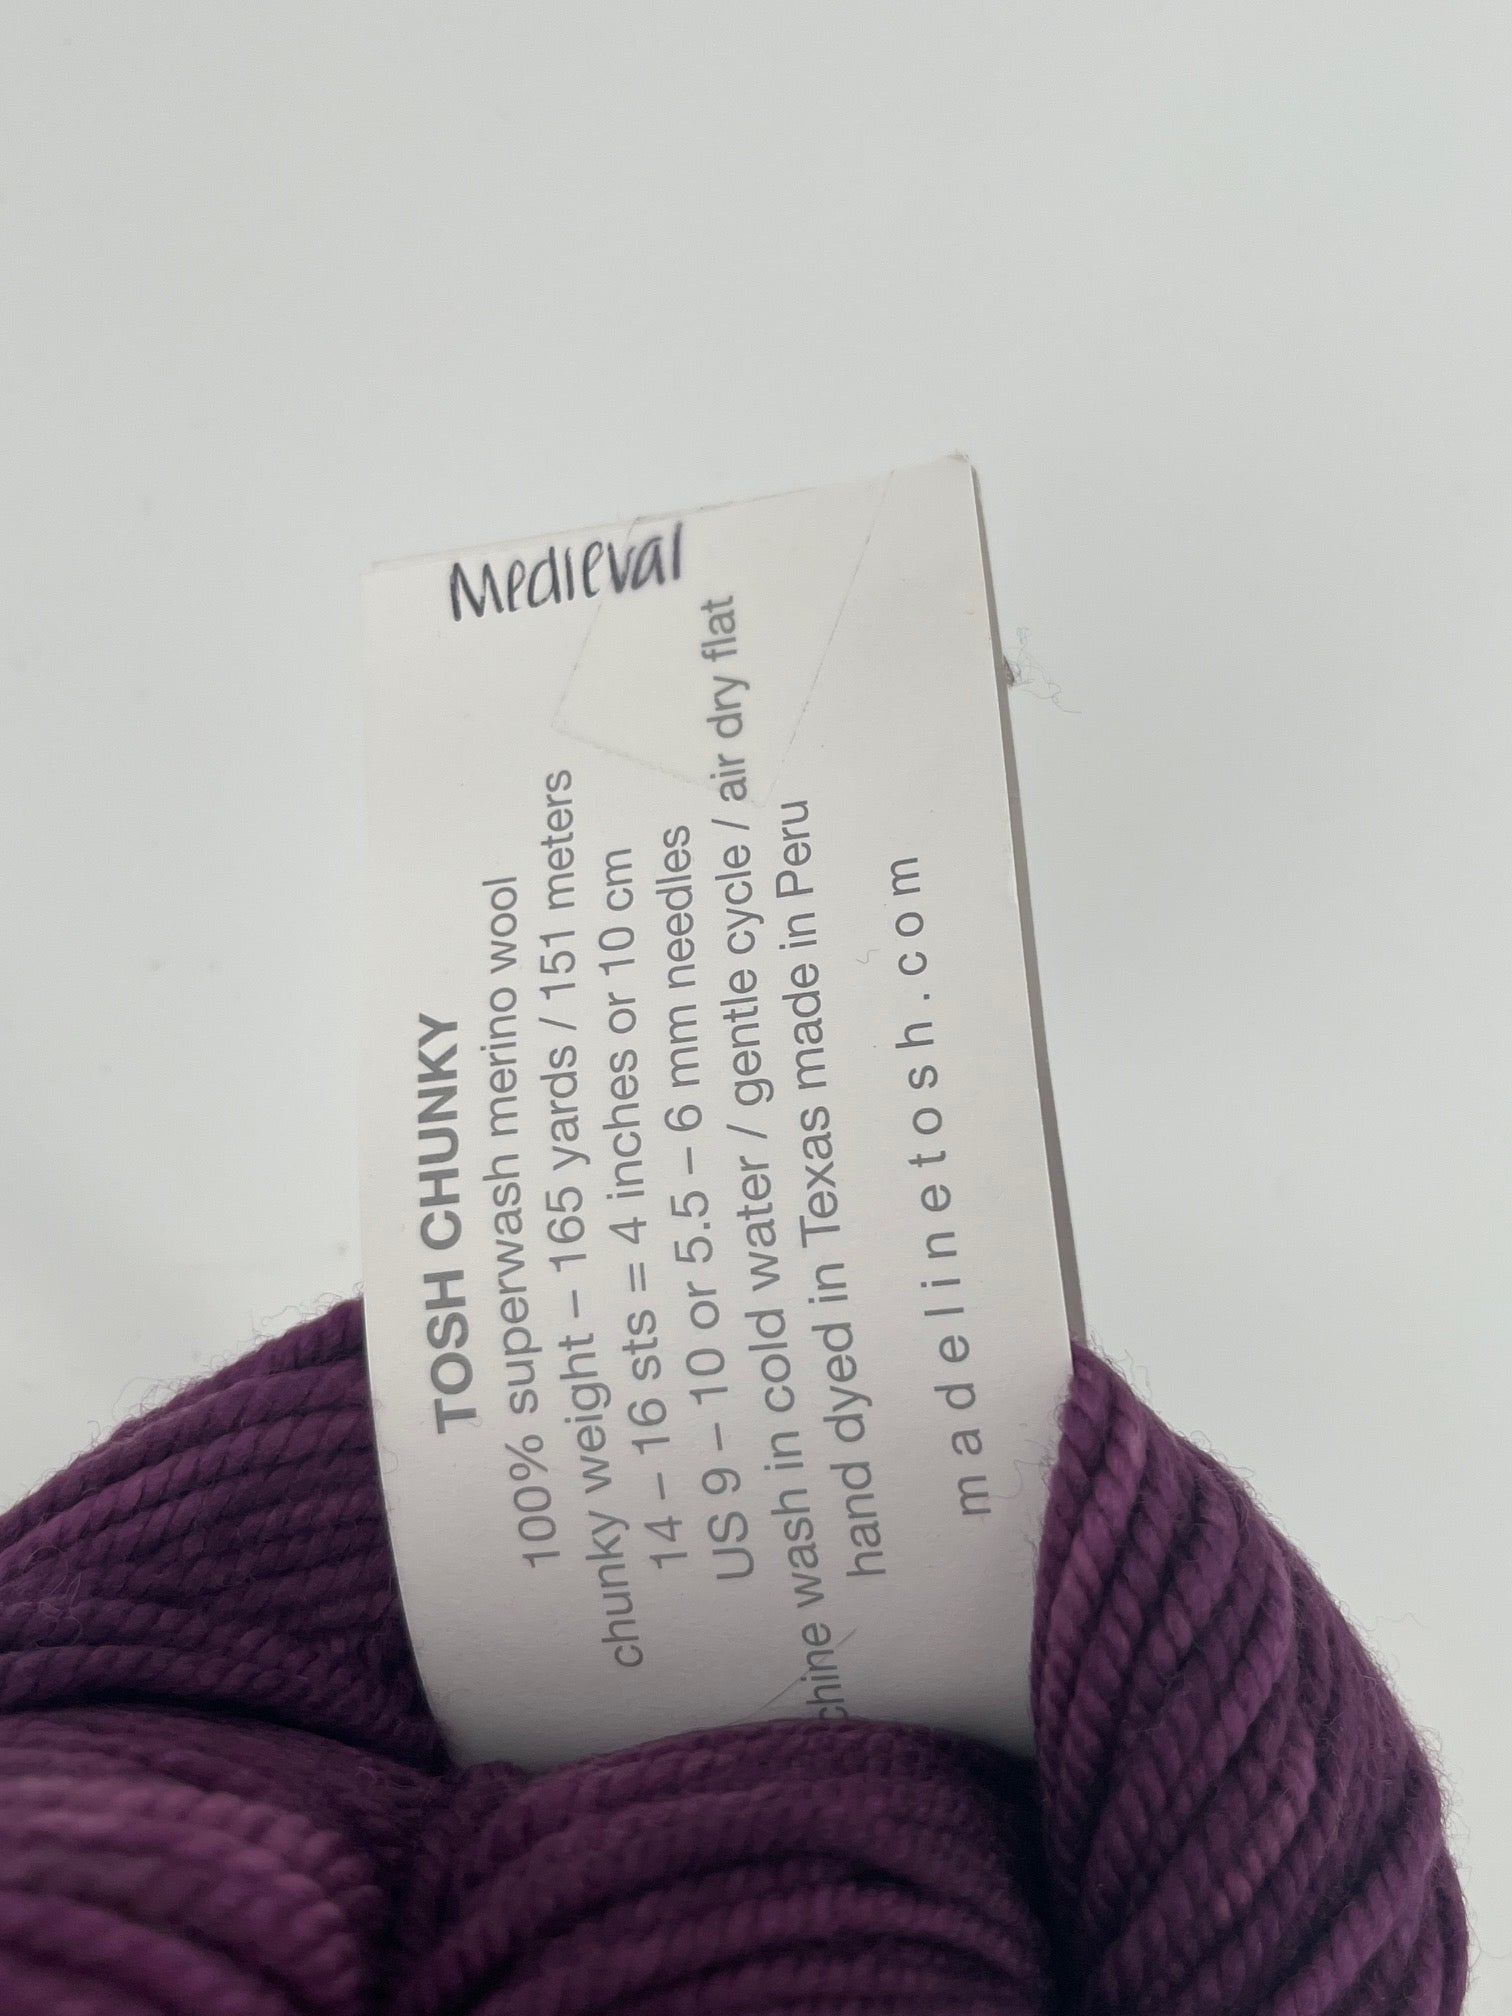 Medieval
TOSH CHUNKY
100% superwash merino wool
chunky weight – 165 yards / 151 meters
14 – 16 sts = 4 inches or 10 cm
US 9 – 10 or 5.5 – 6 mm needles
chine wash in cold water / gentle cycle / air dry flat
hand dyed in Texas made in Peru
madelinetosh.com